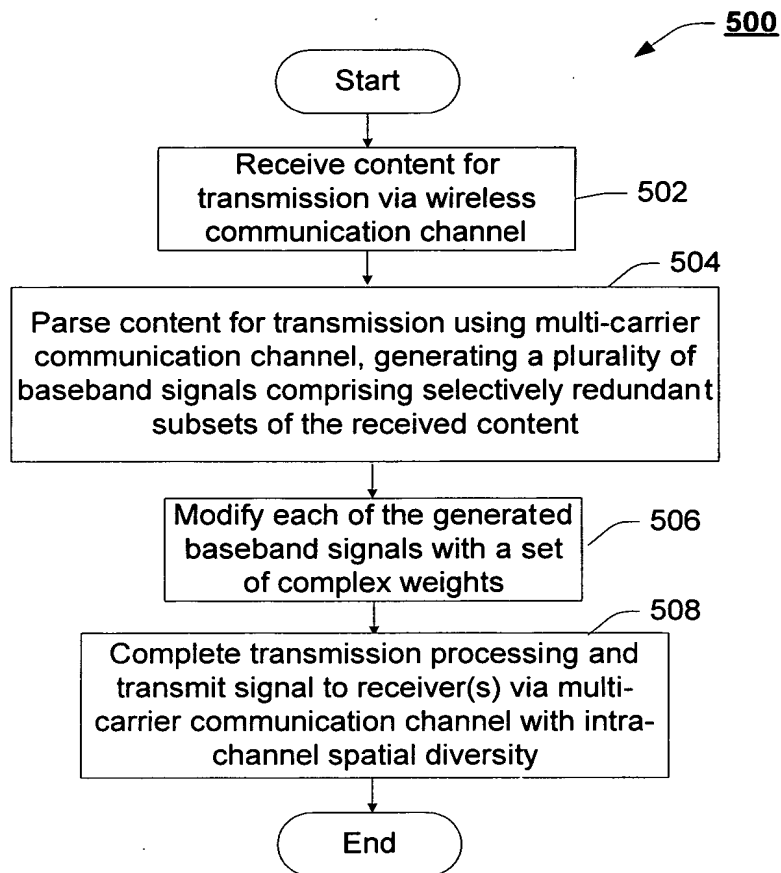 500
Start
Receive content for
transmission via wireless
communication channel
502
504
Parse content for transmission using multi-carrier
communication channel, generating a plurality of
baseband signals comprising selectively redundant
subsets of the received content
Modify each of the generated
baseband signals with a set
of complex weights
506
508
Complete transmission processing and
transmit signal to receiver(s) via multi-
carrier communication channel with intra-
channel spatial diversity
End